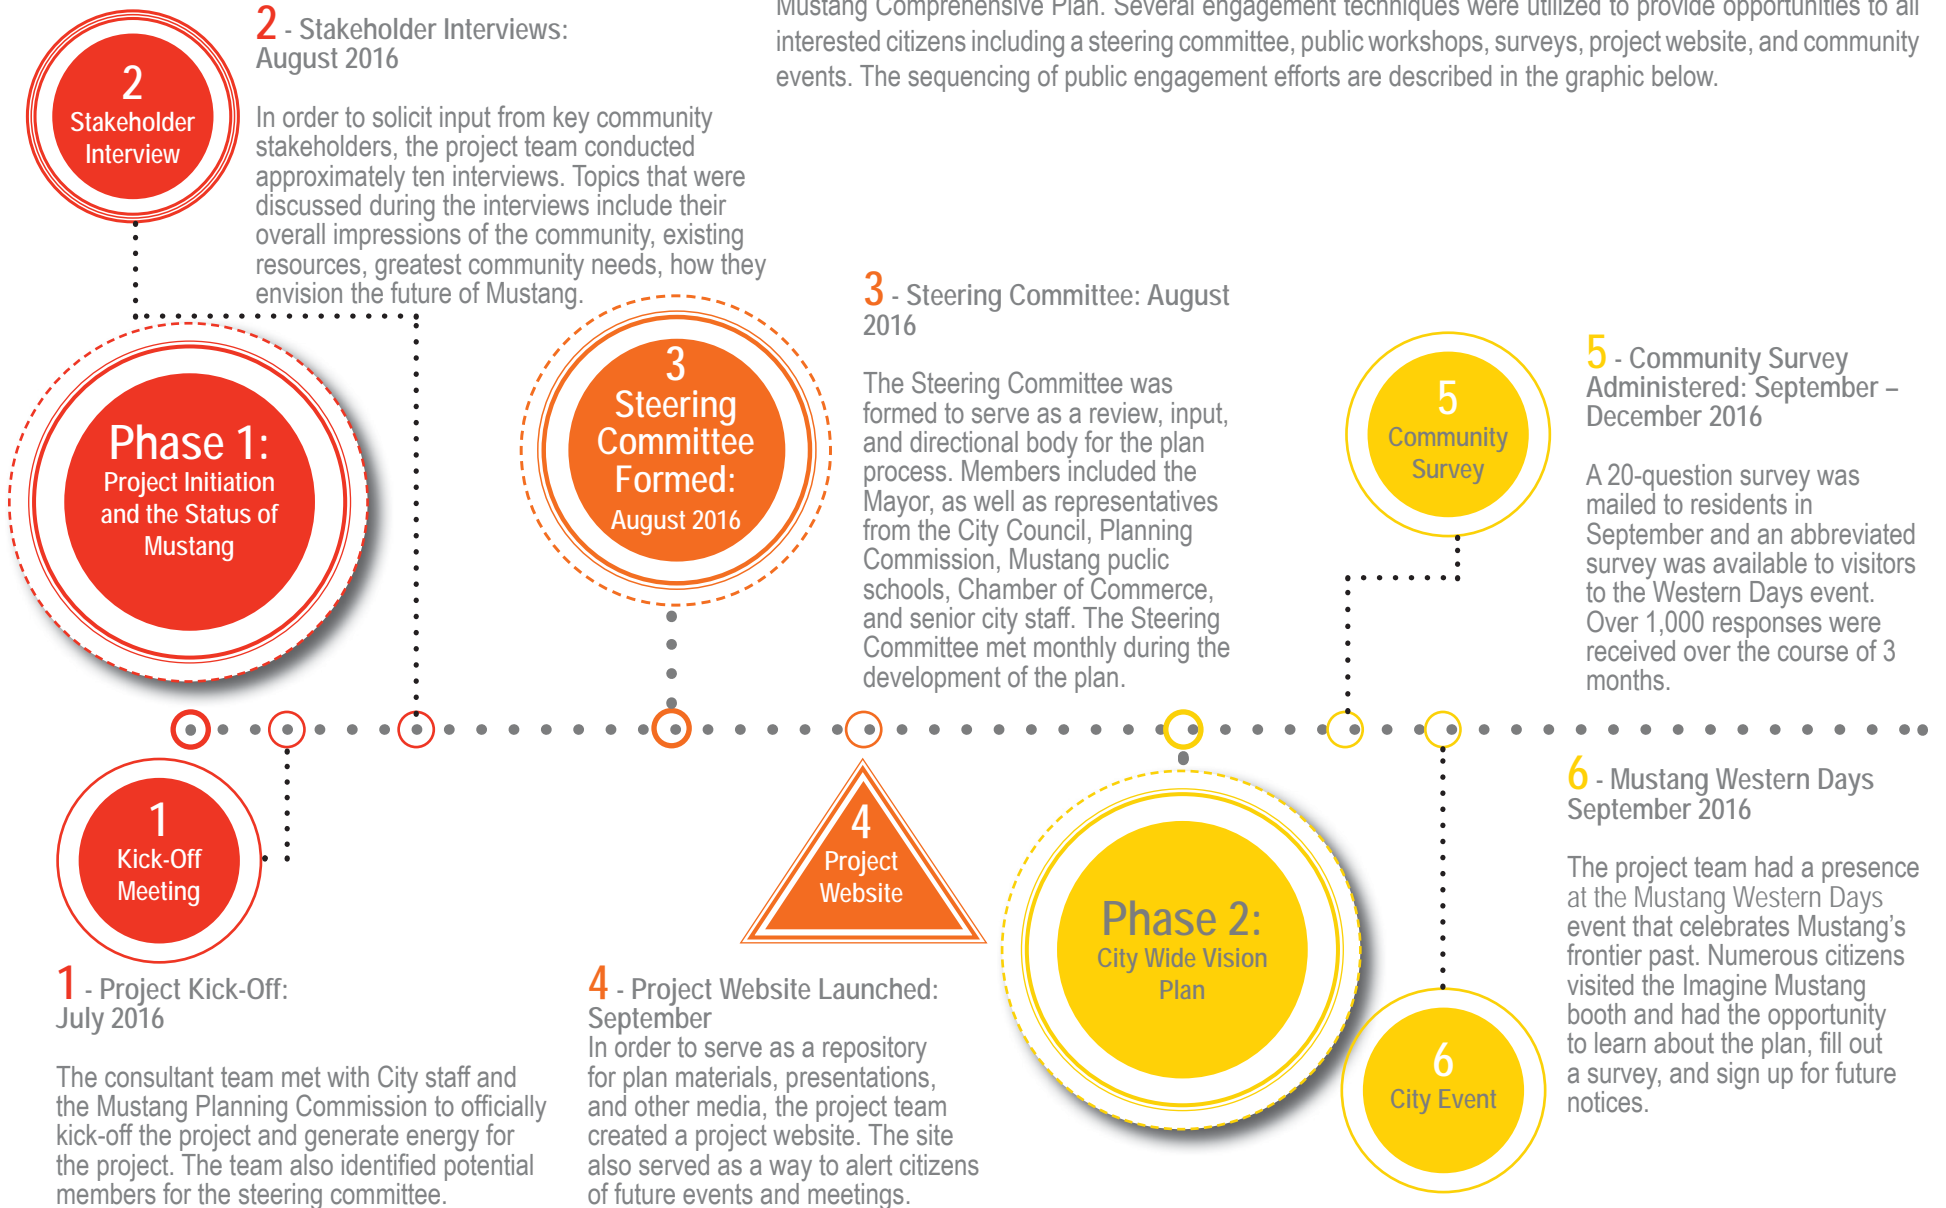 Mustang Comprehensive Plan. Several engagement techniques were utilized to provide opportunities to all
interested citizens including a steering committee, public workshops, surveys, project website, and community
events. The sequencing of public engagement efforts are described in the graphic below.
2
Stakeholder
Interview
2 - Stakeholder Interviews:
August 2016
In order to solicit input from key community
stakeholders, the project team conducted
approximately ten interviews. Topics that were
discussed during the interviews include their
overall impressions of the community, existing
resources, greatest community needs, how they
envision the future of Mustang.
Phase 1:
Project Initiation
and the Status of
Mustang
3
Steering
Committee
Formed:
August 2016
3 - Steering Committee: August
2016
The Steering Committee was
formed to serve as a review, input,
and directional body for the plan
process. Members included the
Mayor, as well as representatives
from the City Council, Planning
Commission, Mustang puclic
schools, Chamber of Commerce,
and senior city staff. The Steering
Committee met monthly during the
development of the plan.
5
Community
Survey
5 - Community Survey
Administered: September –
December 2016
A 20-question survey was
mailed to residents in
September and an abbreviated
survey was available to visitors
to the Western Days event.
Over 1,000 responses were
received over the course of 3
months.
1
Kick-Off
Meeting
1 - Project Kick-Off:
July 2016
The consultant team met with City staff and
the Mustang Planning Commission to officially
kick-off the project and generate energy for
the project. The team also identified potential
members for the steering committee.
4
Project
Website
4 - Project Website Launched:
September
In order to serve as a repository
for plan materials, presentations,
and other media, the project team
created a project website. The site
also served as a way to alert citizens
of future events and meetings.
Phase 2:
City Wide Vision
Plan
6
City Event
6 - Mustang Western Days
September 2016
The project team had a presence
at the Mustang Western Days
event that celebrates Mustang’s
frontier past. Numerous citizens
visited the Imagine Mustang
booth and had the opportunity
to learn about the plan, fill out
a survey, and sign up for future
notices.